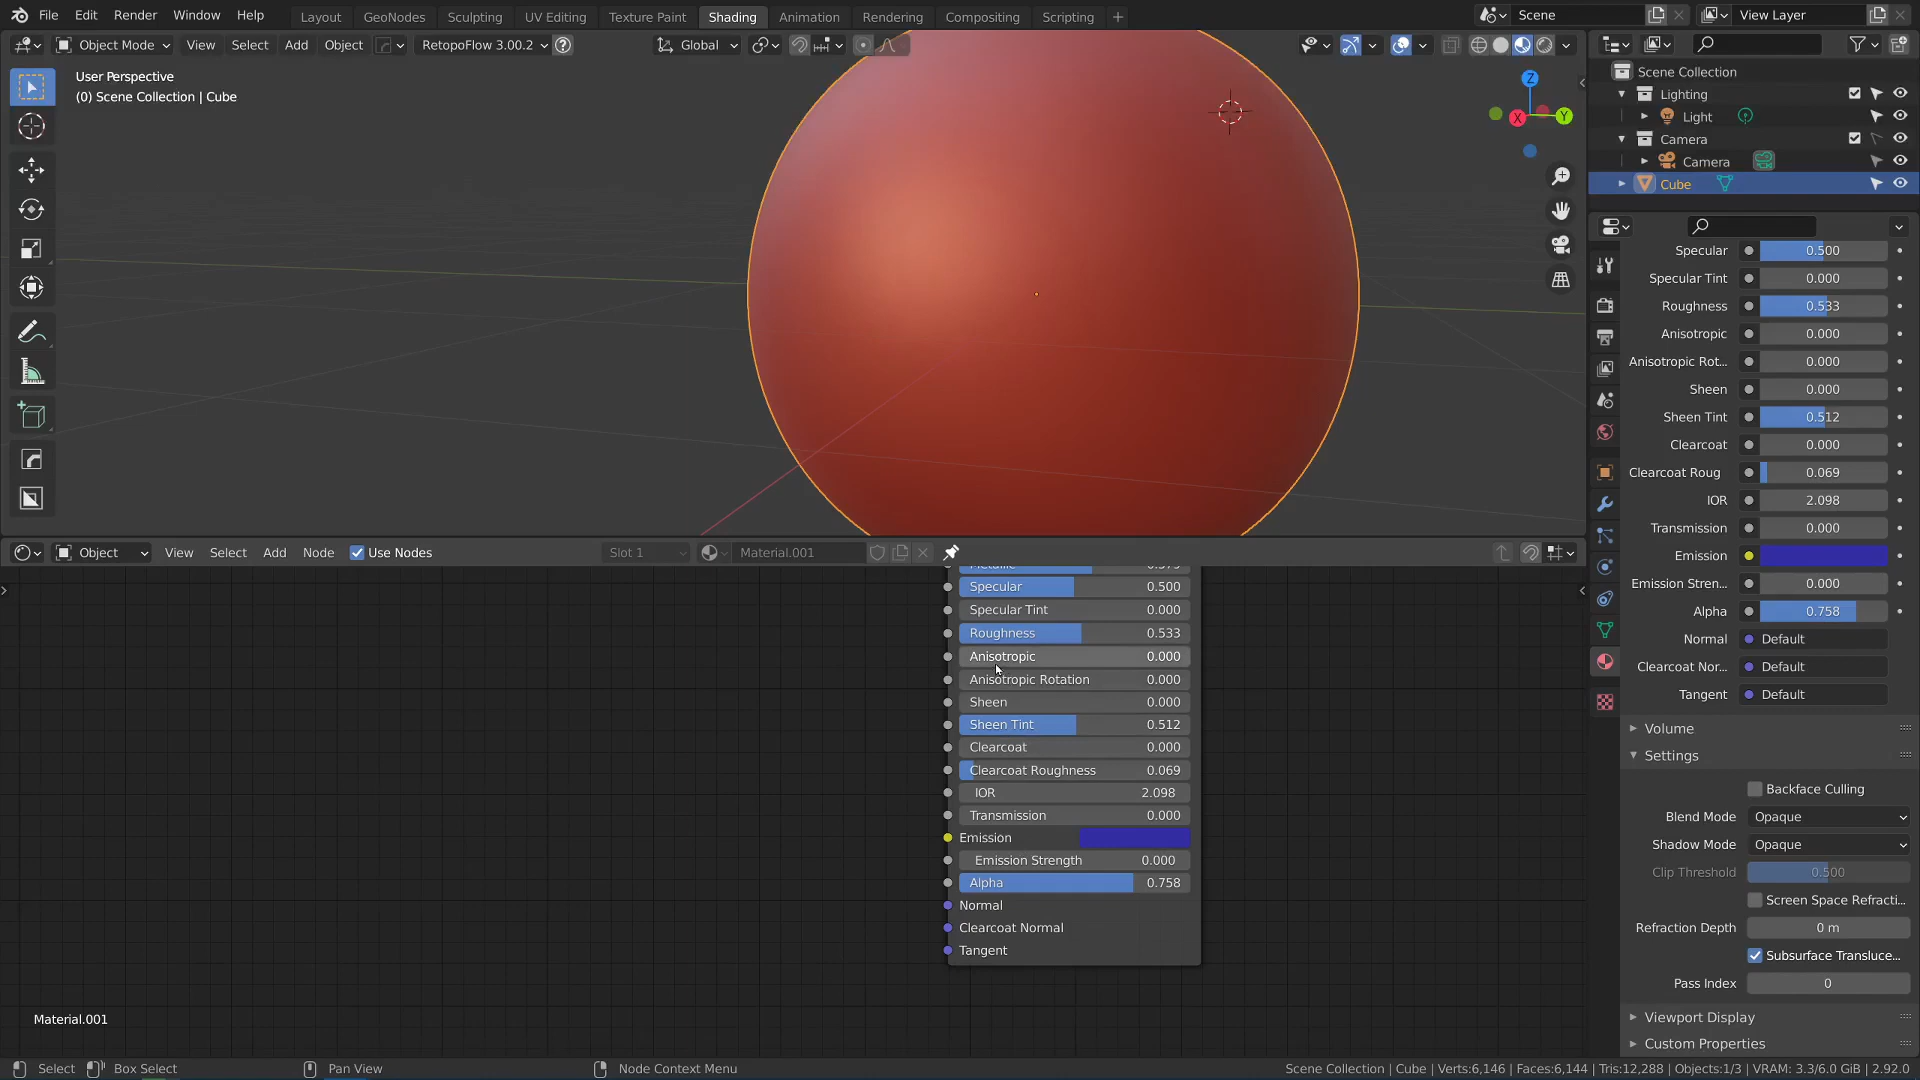 File Edit Render Window Help
Layout GeoNodes Sculpting UV Editing Texture Paint Shading Animation Rendering Compositing Scripting +
Scene
View Layer
Object Mode View Select Add Object RetopoFlow 3.00.2 Global
User Perspective
(0) Scene Collection | Cube
Z
X
Y
Scene Collection
Lighting
Light
Camera
Camera
Cube
Specular 0.500
Specular Tint 0.000
Roughness 0.533
Anisotropic 0.000
Anisotropic Rot... 0.000
Sheen 0.000
Sheen Tint 0.512
Clearcoat 0.000
Clearcoat Roug 0.069
IOR 2.098
Transmission 0.000
Emission
Emission Stren... 0.000
Alpha 0.758
Normal Default
Clearcoat Nor... Default
Tangent Default
Volume
Settings
Backface Culling
Blend Mode Opaque
Shadow Mode Opaque
Clip Threshold 0.500
Screen Space Refracti...
Refraction Depth 0 m
Subsurface Transluce...
Pass Index 0
Viewport Display
Custom Properties
Object View Select Add Node Use Nodes Slot 1 Material.001
Specular 0.500
Specular Tint 0.000
Roughness 0.533
Anisotropic 0.000
Anisotropic Rotation 0.000
Sheen 0.000
Sheen Tint 0.512
Clearcoat 0.000
Clearcoat Roughness 0.069
IOR 2.098
Transmission 0.000
Emission
Emission Strength 0.000
Alpha 0.758
Normal
Clearcoat Normal
Tangent
Material.001
Select Box Select Pan View Node Context Menu
Scene Collection | Cube | Verts:6,146 | Faces:6,144 | Tris:12,288 | Objects:1/3 | VRAM: 3.3/6.0 GiB | 2.92.0